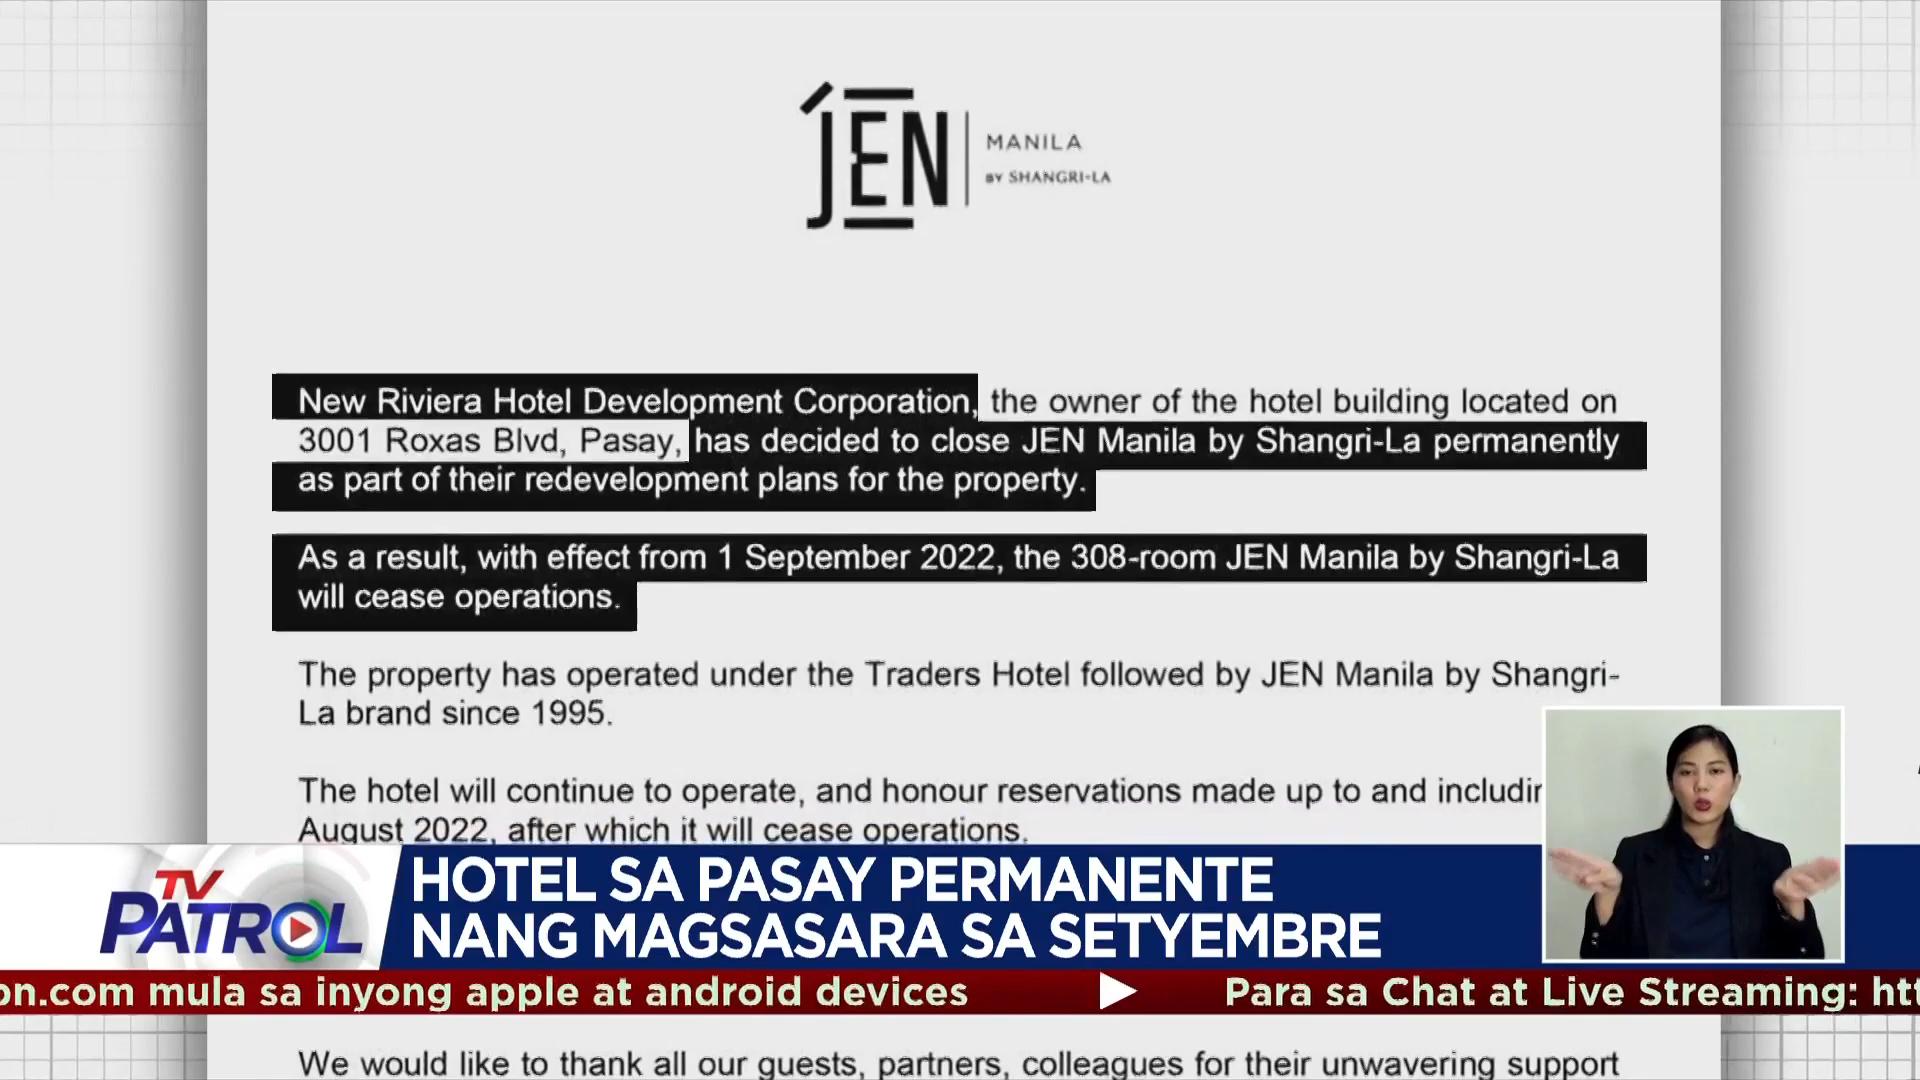 JEN
MANILA
BY SHANGRI-LA
New Riviera Hotel Development Corporation, the owner of the hotel building located on
3001 Roxas Blvd, Pasay, has decided to close JEN Manila by Shangri-La permanently
as part of their redevelopment plans for the property.
As a result, with effect from 1 September 2022, the 308-room JEN Manila by Shangri-La
will cease operations.
The property has operated under the Traders Hotel followed by JEN Manila by Shangri-
La brand since 1995.
The hotel will continue to operate, and honour reservations made up to and
August 2022, after which it will cease operations.
TV
PATROL
HOTEL SA PASAY PERMANENTE
NANG MAGSASARA SA SETYEMBRE
on.com mula sa inyong apple at android devices
Para sa Chat at Live Streaming:
We would like to thank all our guests, partners, colleagues for their unwavering support